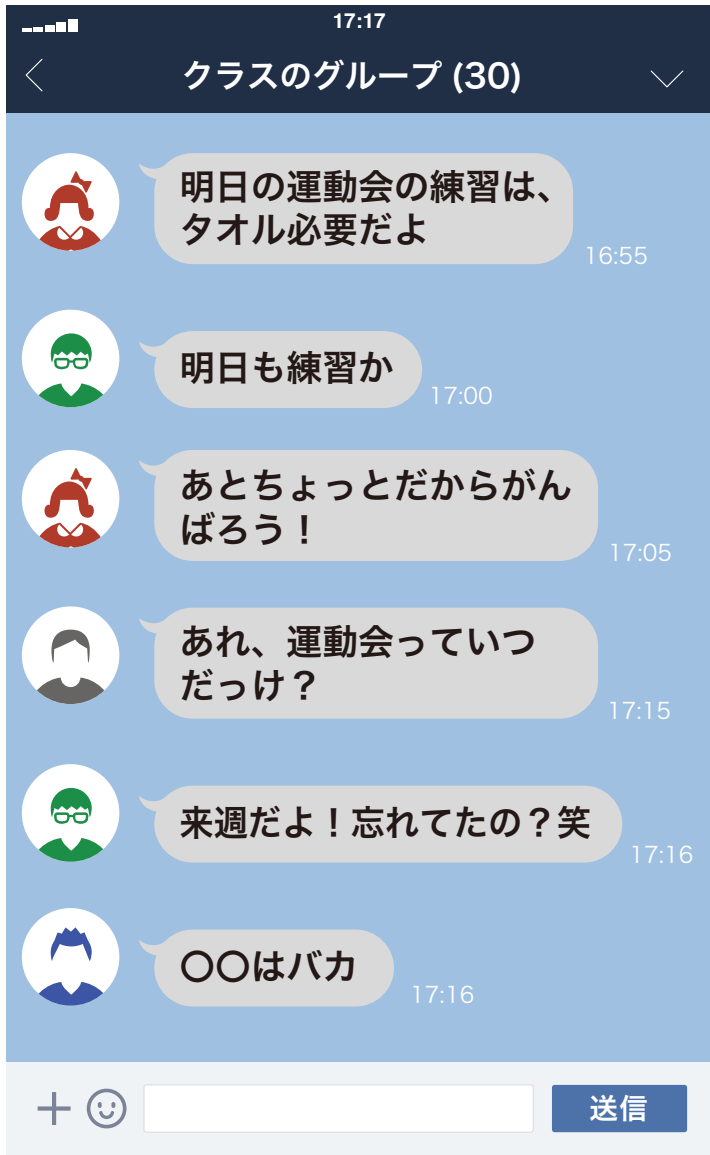 17:17
クラスのグループ (30)
明日の運動会の練習は、
タオル必要だよ
16:55
明日も練習か
17:00
あとちょっとだからがん
ばろう！
17:05
あれ、運動会っていつ
だっけ？
17:15
来週だよ！忘れてたの？笑
17:16
〇〇はバカ
17:16
送信